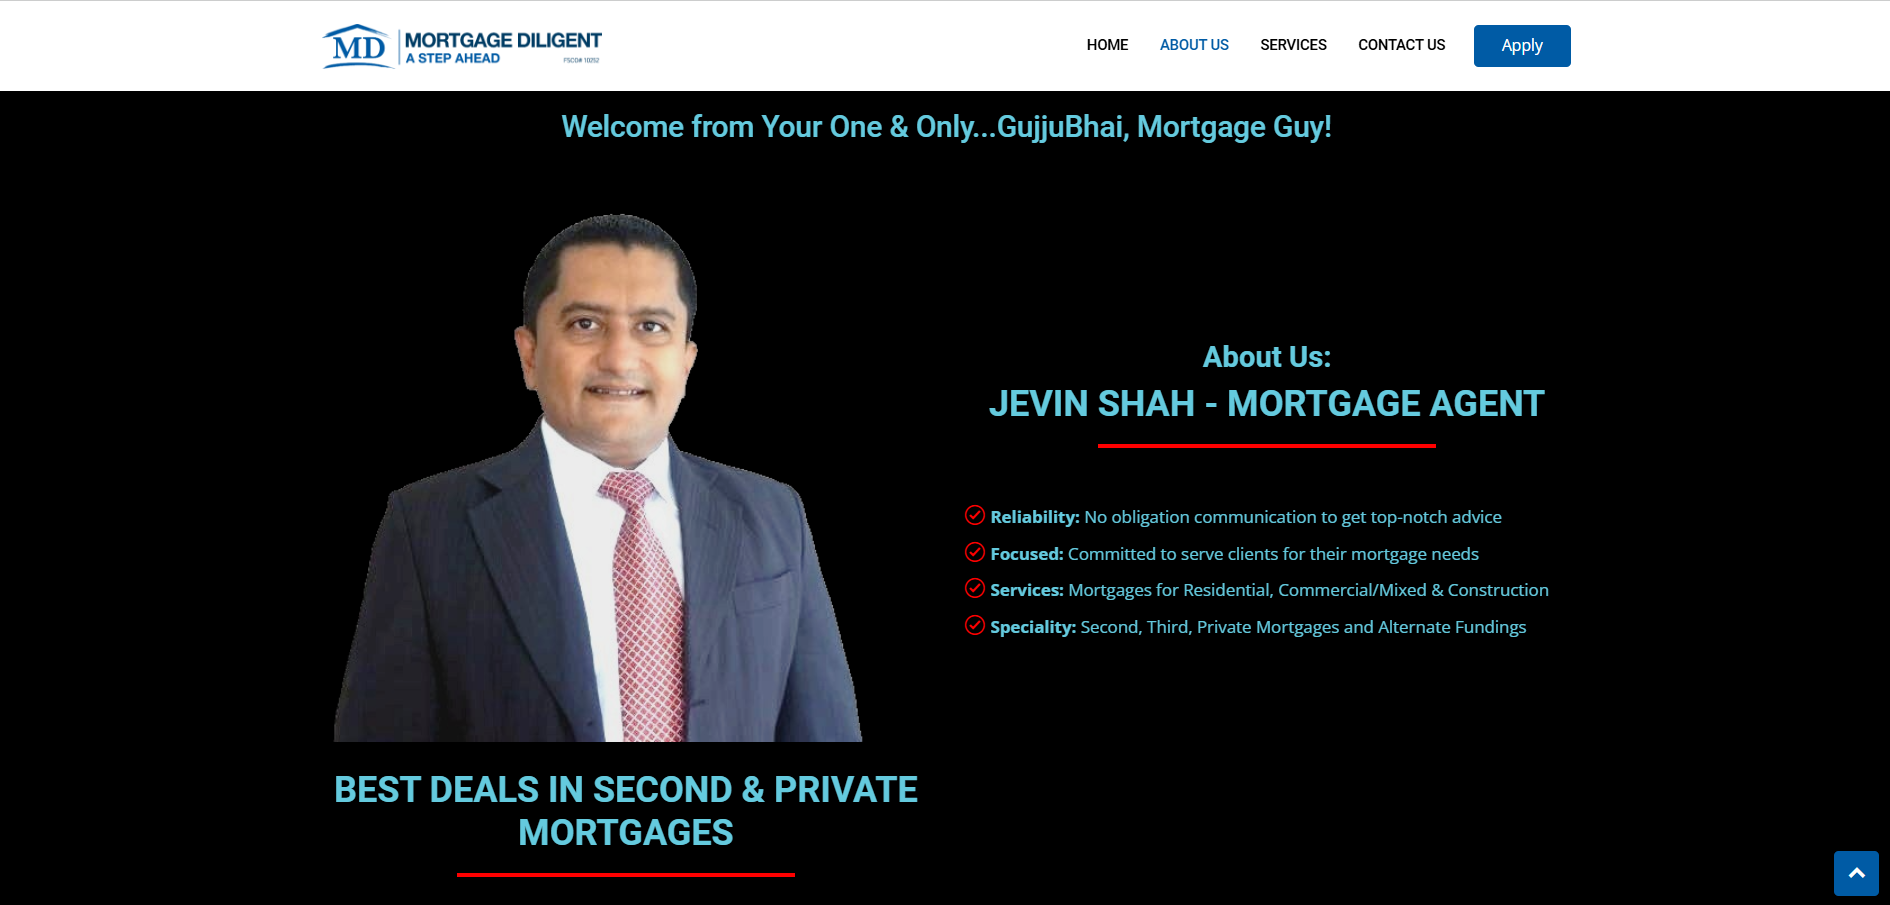 MD MORTGAGE DILIGENT
A STEP AHEAD FSCO# 10252
HOME ABOUT US SERVICES CONTACT US Apply
Welcome from Your One & Only...GujjuBhai, Mortgage Guy!
About Us:
JEVIN SHAH - MORTGAGE AGENT
Reliability: No obligation communication to get top-notch advice
Focused: Committed to serve clients for their mortgage needs
Services: Mortgages for Residential, Commercial/Mixed & Construction
Speciality: Second, Third, Private Mortgages and Alternate Fundings
BEST DEALS IN SECOND & PRIVATE
MORTGAGES